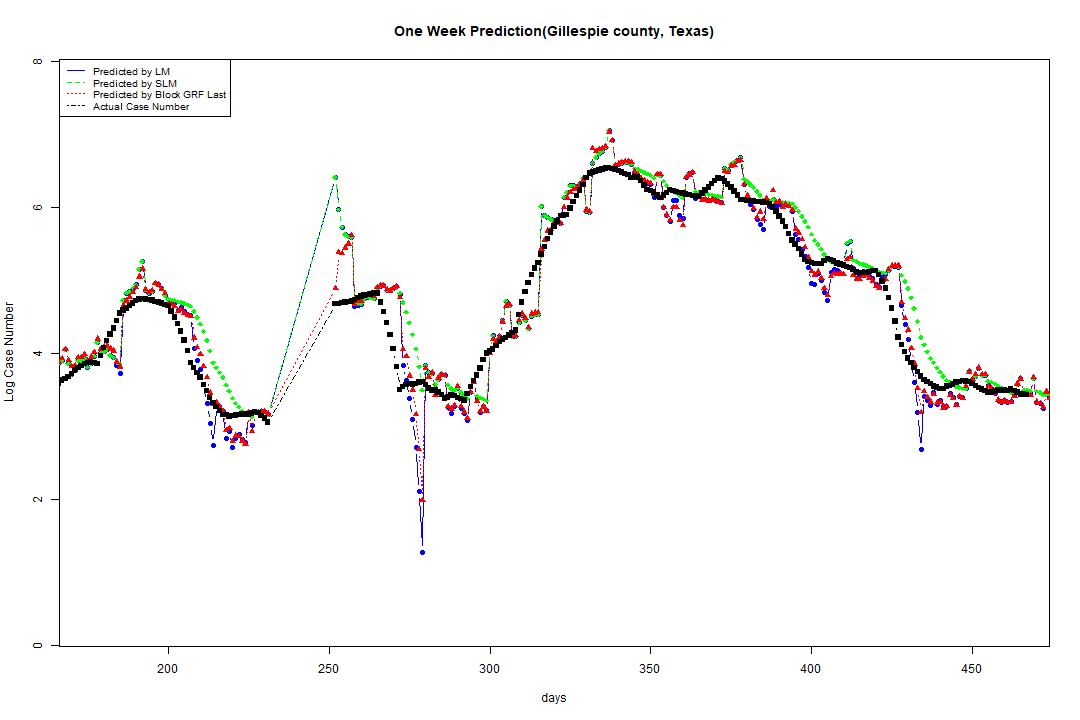 One Week Prediction(Gillespie county, Texas)
8
Predicted by LM
Predicted by SLM
Predicted by Block GRF Last
Actual Case Number
6
4
2
0
Log Case Number
200 250 300 350 400 450
days